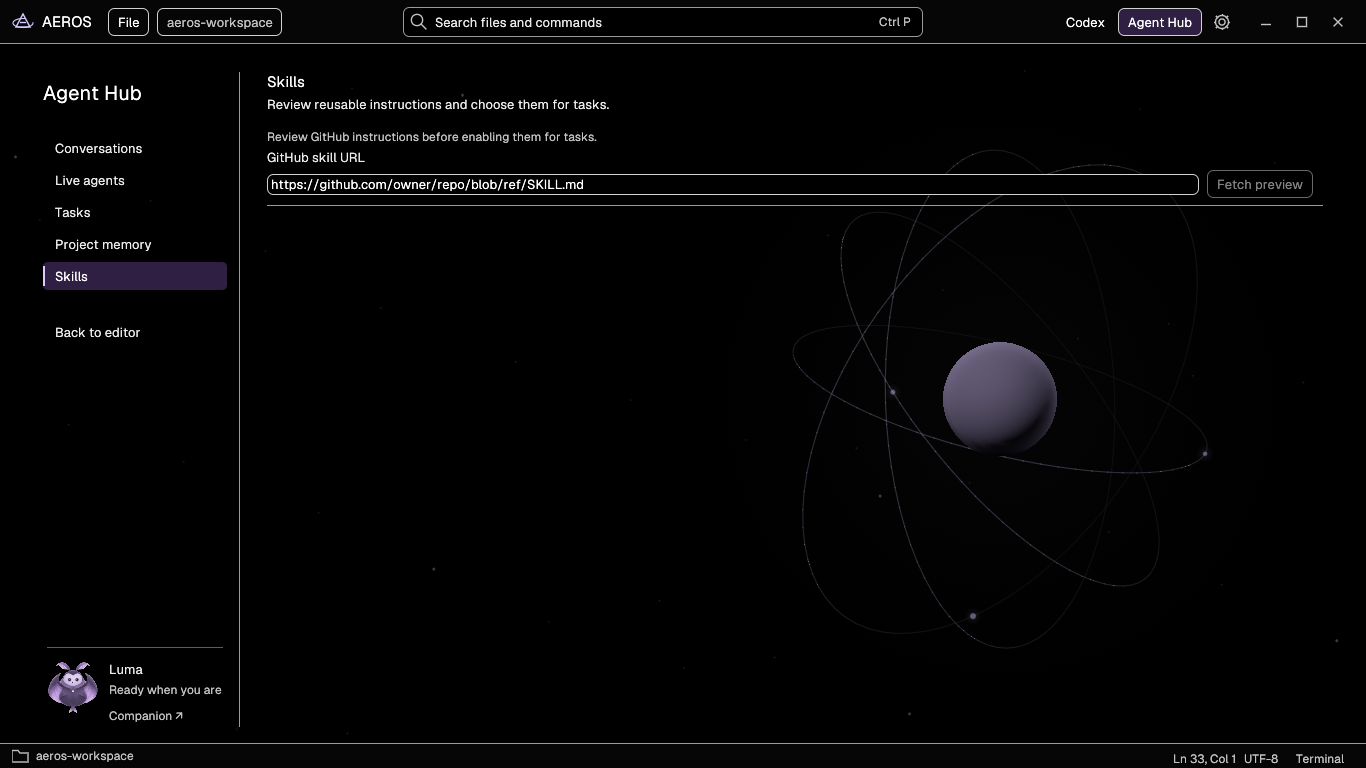 AEROS File aeros-workspace Search files and commands Ctrl P Codex Agent Hub
Agent Hub
Conversations
Live agents
Tasks
Project memory
Skills
Back to editor
Skills
Review reusable instructions and choose them for tasks.
Review GitHub instructions before enabling them for tasks.
GitHub skill URL
https://github.com/owner/repo/blob/ref/SKILL.md Fetch preview
Luma
Ready when you are
Companion ↗
aeros-workspace Ln 33, Col 1 UTF-8 Terminal